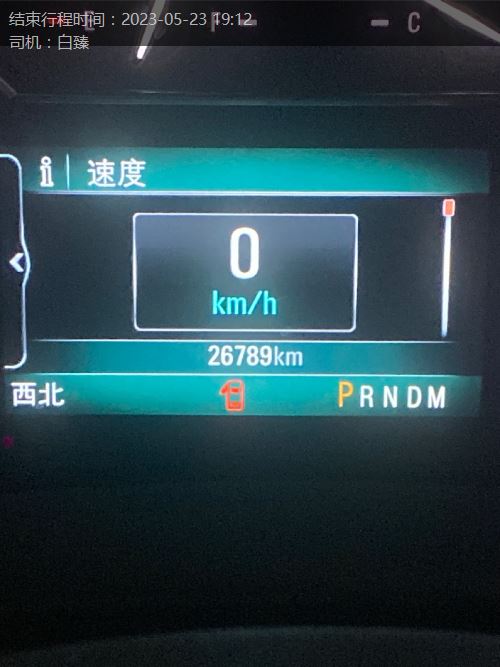 结束行程时间：2023-05-23 19:12
E F C
司机：白臻
i 速度
0
km/h
26789km
西北 PRNDM